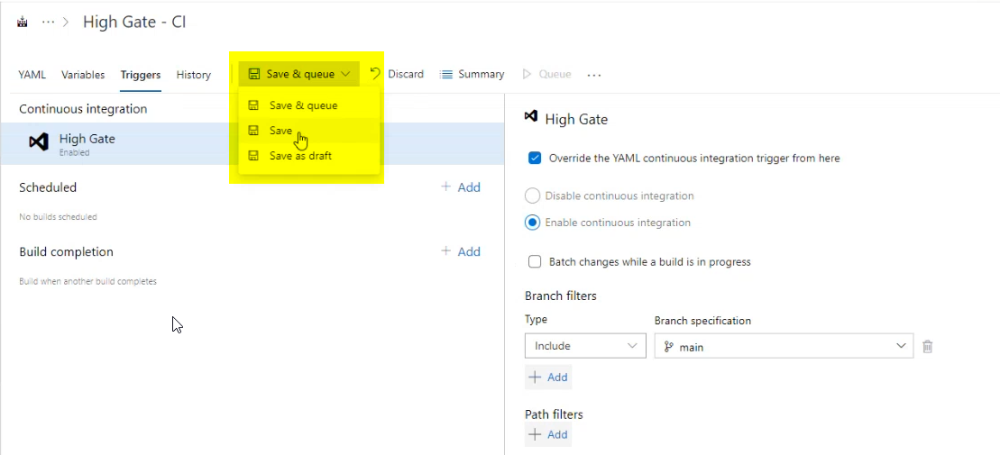 ··· > High Gate - CI
YAML Variables Triggers History Save & queue Discard Summary Queue ···
Save & queue
Save
Save as draft
Continuous integration
High Gate
Enabled
Scheduled + Add
No builds scheduled
Build completion + Add
Build when another build completes
High Gate
Override the YAML continuous integration trigger from here
Disable continuous integration
Enable continuous integration
Batch changes while a build is in progress
Branch filters
Type Branch specification
Include main
+ Add
Path filters
+ Add